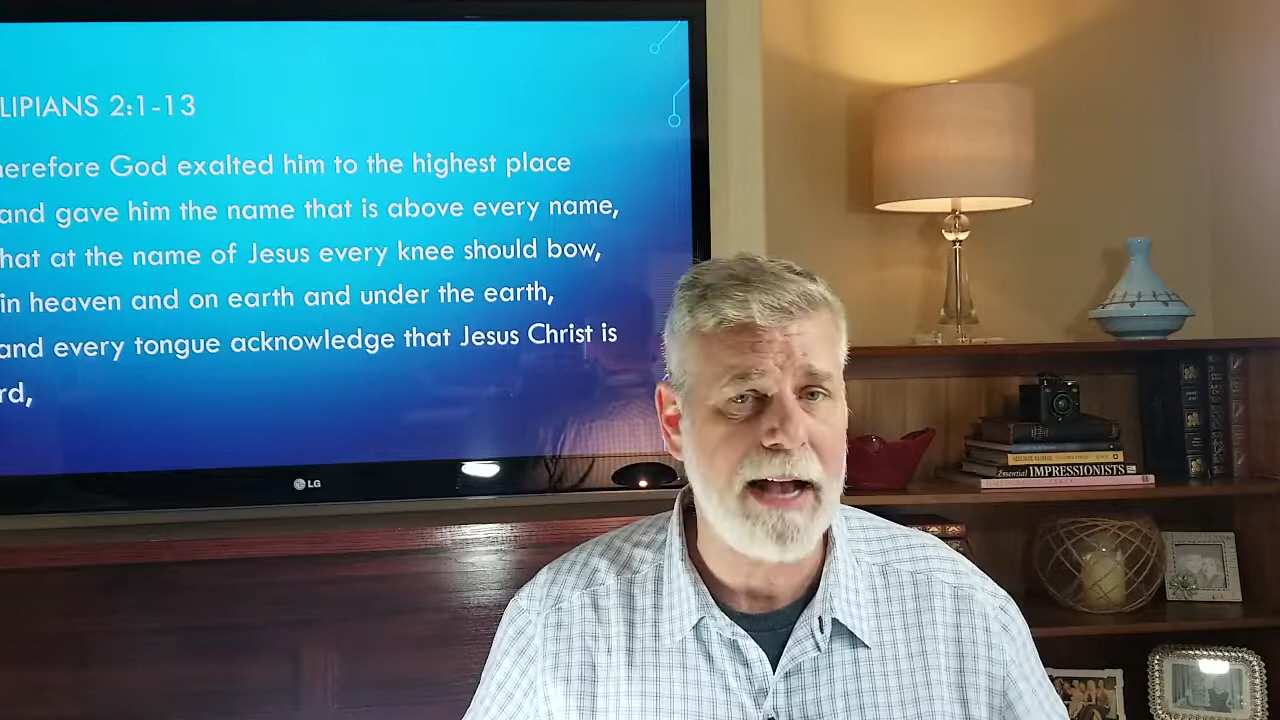 LIPIANS 2:1-13
herefore God exalted him to the highest place
and gave him the name that is above every name,
hat at the name of Jesus every knee should bow,
in heaven and on earth and under the earth,
and every tongue acknowledge that Jesus Christ is
rd,
LG
Essential IMPRESSIONISTS